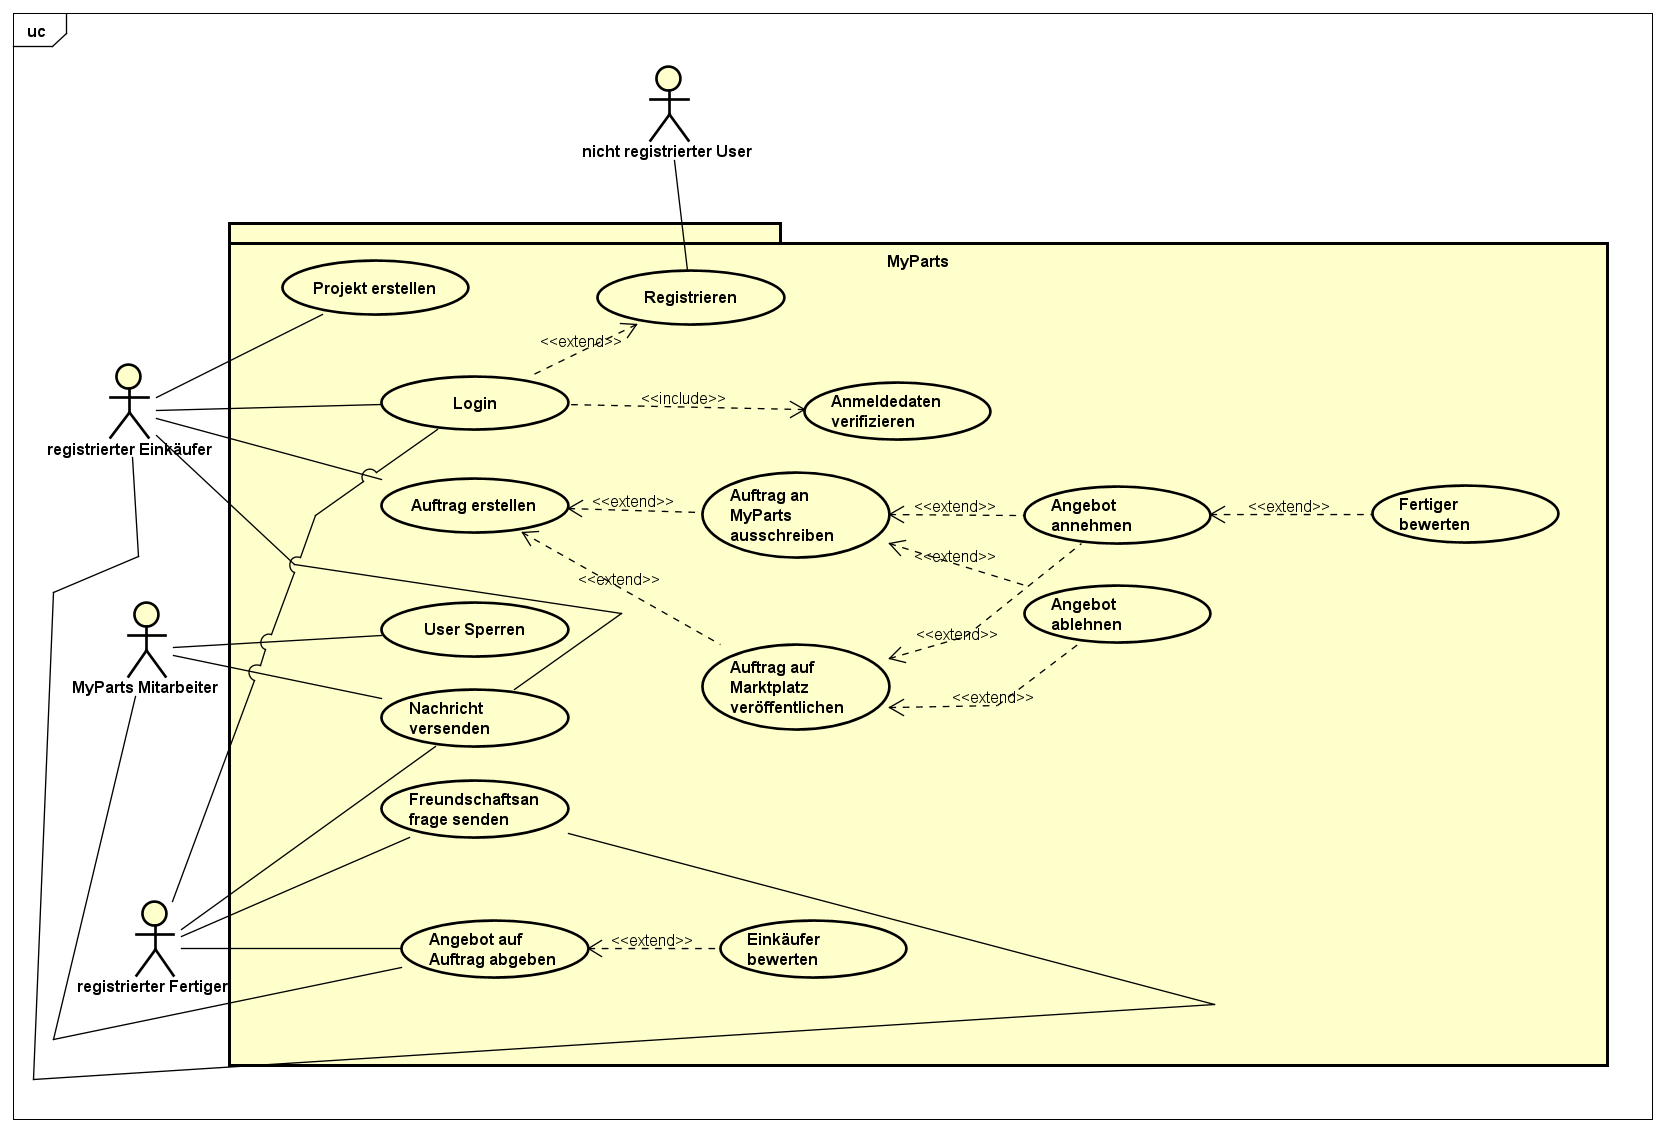 uc
nicht registrierter User
MyParts
Projekt erstellen
Registrieren
<<extend>>
Login
<<include>>
Anmeldedaten
verifizieren
registrierter Einkäufer
Auftrag erstellen
<<extend>>
Auftrag an
MyParts
ausschreiben
<<extend>>
Angebot
annehmen
<<extend>>
Fertiger
bewerten
<<extend>>
<<extend>>
Angebot
ablehnen
User Sperren
<<extend>>
MyParts Mitarbeiter
Auftrag auf
Marktplatz
veröffentlichen
<<extend>>
Nachricht
versenden
Freundschaftsan
frage senden
registrierter Fertiger
Angebot auf
Auftrag abgeben
<<extend>>
Einkäufer
bewerten